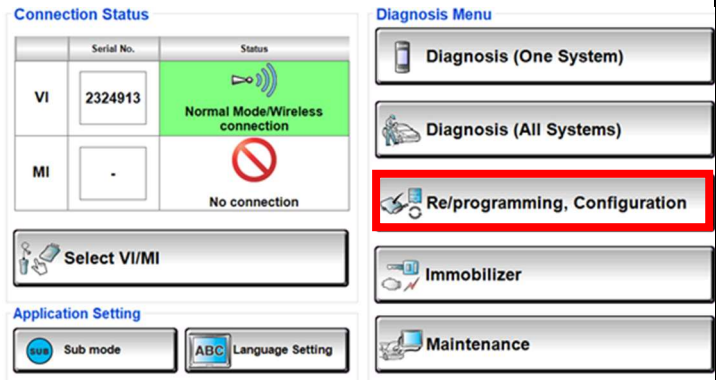 Connection Status
Serial No. Status
VI 2324913 Normal Mode/Wireless
connection
MI - No connection
Select VI/MI
Application Setting
SUB Sub mode
ABC Language Setting
Diagnosis Menu
Diagnosis (One System)
Diagnosis (All Systems)
Re/programming, Configuration
Immobilizer
Maintenance